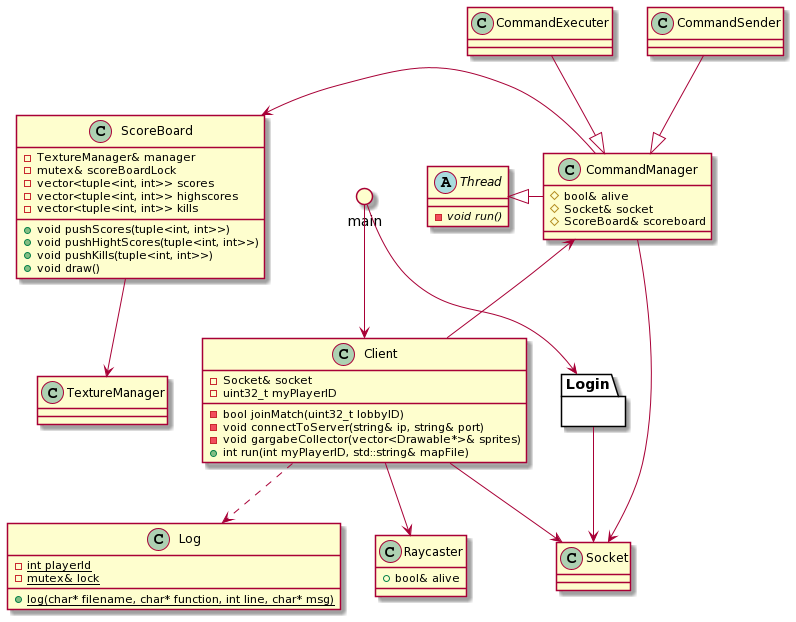 C CommandExecuter
C CommandSender
C ScoreBoard
TextureManager& manager
mutex& scoreBoardLock
vector<tuple<int, int>> scores
vector<tuple<int, int>> highscores
vector<tuple<int, int>> kills
void pushScores(tuple<int, int>>)
void pushHightScores(tuple<int, int>>)
void pushKills(tuple<int, int>>)
void draw()
A Thread
void run()
C CommandManager
bool& alive
Socket& socket
ScoreBoard& scoreboard
main
C Client
Socket& socket
uint32_t myPlayerID
bool joinMatch(uint32_t lobbyID)
void connectToServer(string& ip, string& port)
void gargabeCollector(vector<Drawable*>& sprites)
int run(int myPlayerID, std::string& mapFile)
C TextureManager
Login
C Log
int playerId
mutex& lock
log(char* filename, char* function, int line, char* msg)
C Raycaster
bool& alive
C Socket